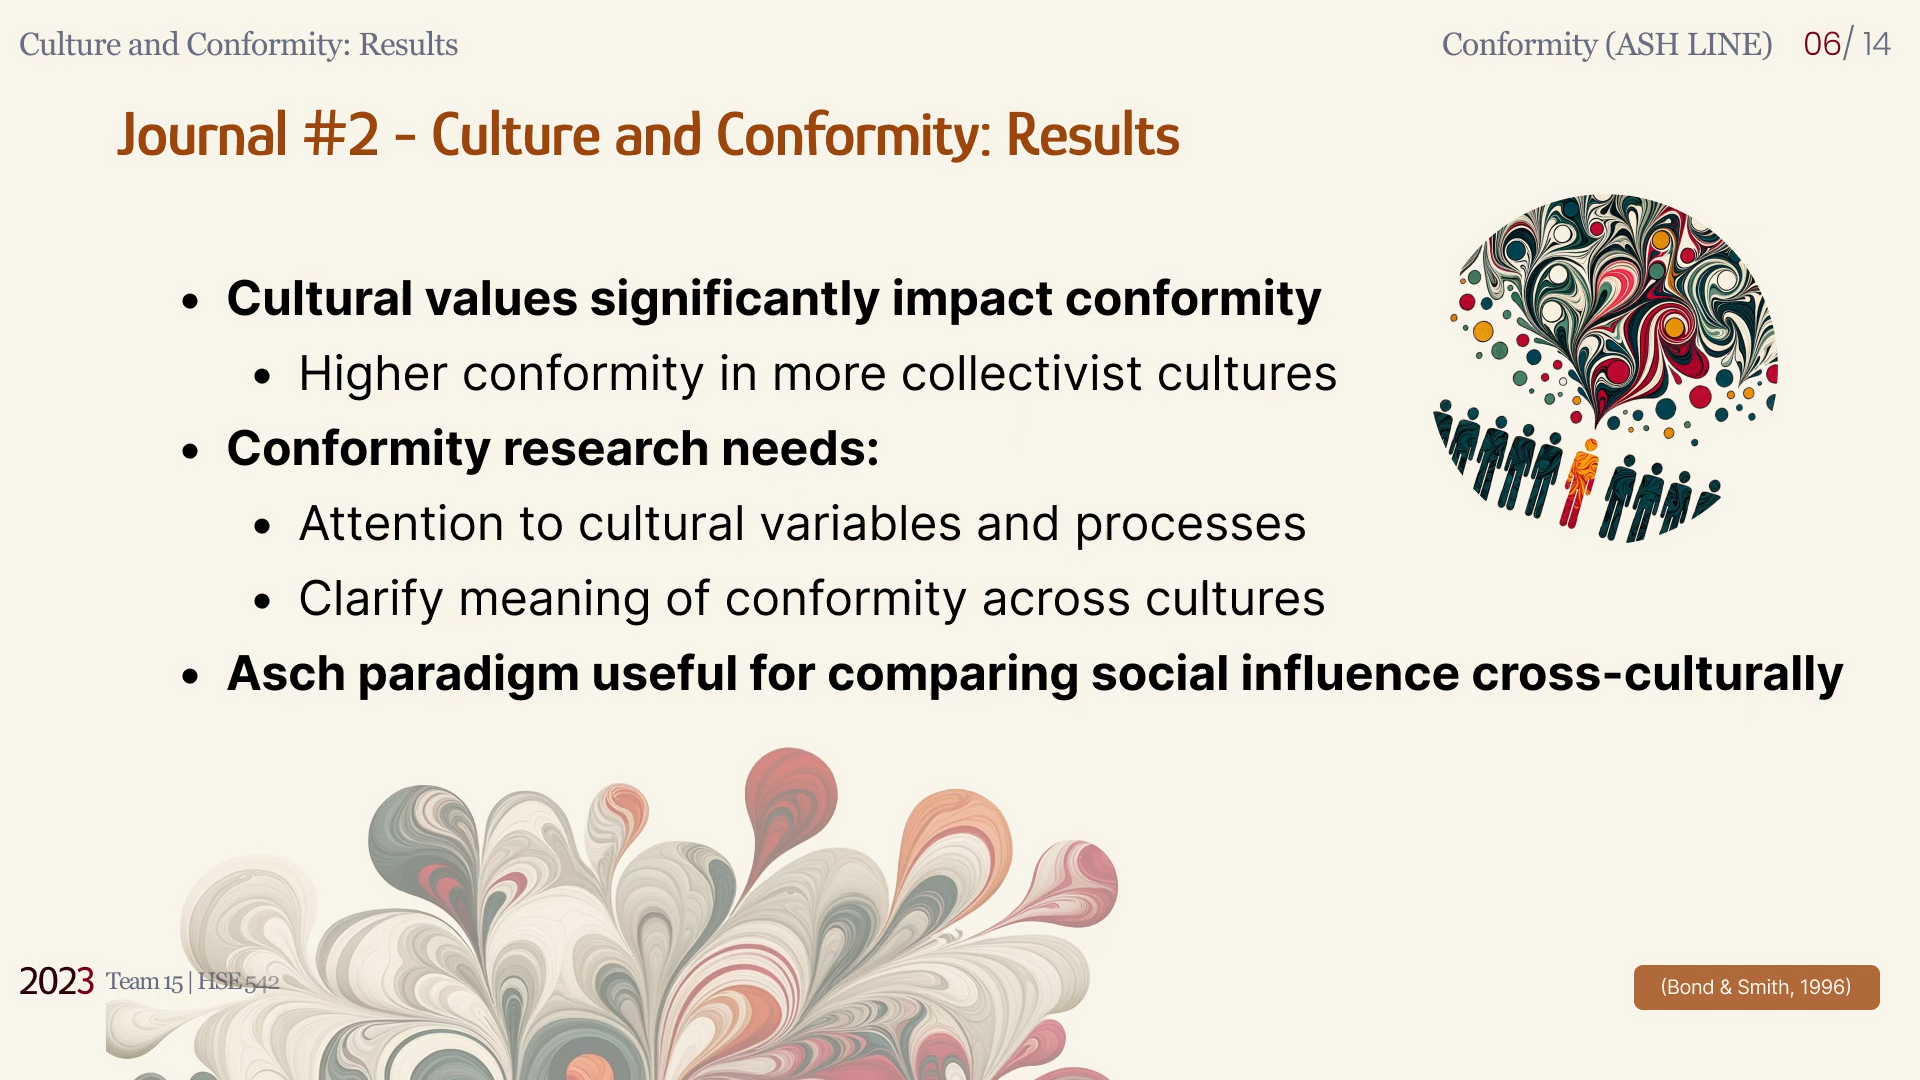 Culture and Conformity: Results
Conformity (ASH LINE) 06/ 14
Journal #2 - Culture and Conformity: Results
• Cultural values significantly impact conformity
• Higher conformity in more collectivist cultures
• Conformity research needs:
• Attention to cultural variables and processes
• Clarify meaning of conformity across cultures
• Asch paradigm useful for comparing social influence cross-culturally
2023 Team 15 | HSE 542
(Bond & Smith, 1996)